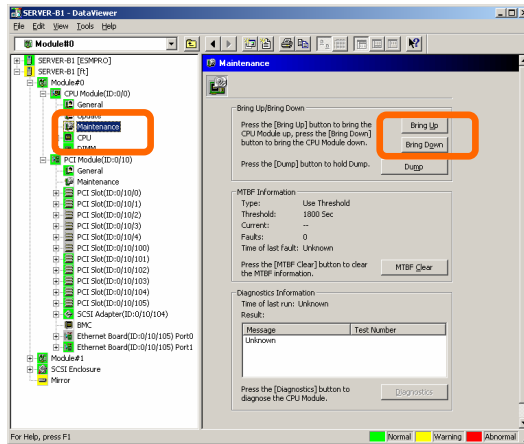 SERVER-B1 - DataViewer
File Edit View Tools Help
Module#0
SERVER-B1 [ESMPRO]
SERVER-B1 [ft]
Module#0
CPU Module(ID:0/0)
General
Update
Maintenance
CPU
DIMM
PCI Module(ID:0/10)
General
Maintenance
PCI Slot(ID:0/10/0)
PCI Slot(ID:0/10/1)
PCI Slot(ID:0/10/2)
PCI Slot(ID:0/10/3)
PCI Slot(ID:0/10/4)
PCI Slot(ID:0/10/100)
PCI Slot(ID:0/10/101)
PCI Slot(ID:0/10/102)
PCI Slot(ID:0/10/103)
PCI Slot(ID:0/10/104)
PCI Slot(ID:0/10/105)
SCSI Adapter(ID:0/10/104)
BMC
Ethernet Board(ID:0/10/105) Port0
Ethernet Board(ID:0/10/105) Port1
Module#1
SCSI Enclosure
Mirror
Maintenance
Bring Up/Bring Down
Press the [Bring Up] button to bring the
CPU Module up, press the [Bring Down]
button to bring the CPU Module down.
Bring Up
Bring Down
Press the [Dump] button to hold Dump.
Dump
MTBF Information
Type: Use Threshold
Threshold: 1800 Sec
Current: --
Faults: 0
Time of last fault: Unknown
Press the [MTBF Clear] button to clear
the MTBF information.
MTBF Clear
Diagnostics Information
Time of last run: Unknown
Result:
Message Test Number
Unknown
Press the [Diagnostics] button to
diagnose the CPU Module.
Diagnostics
For Help, press F1
Normal Warning Abnormal